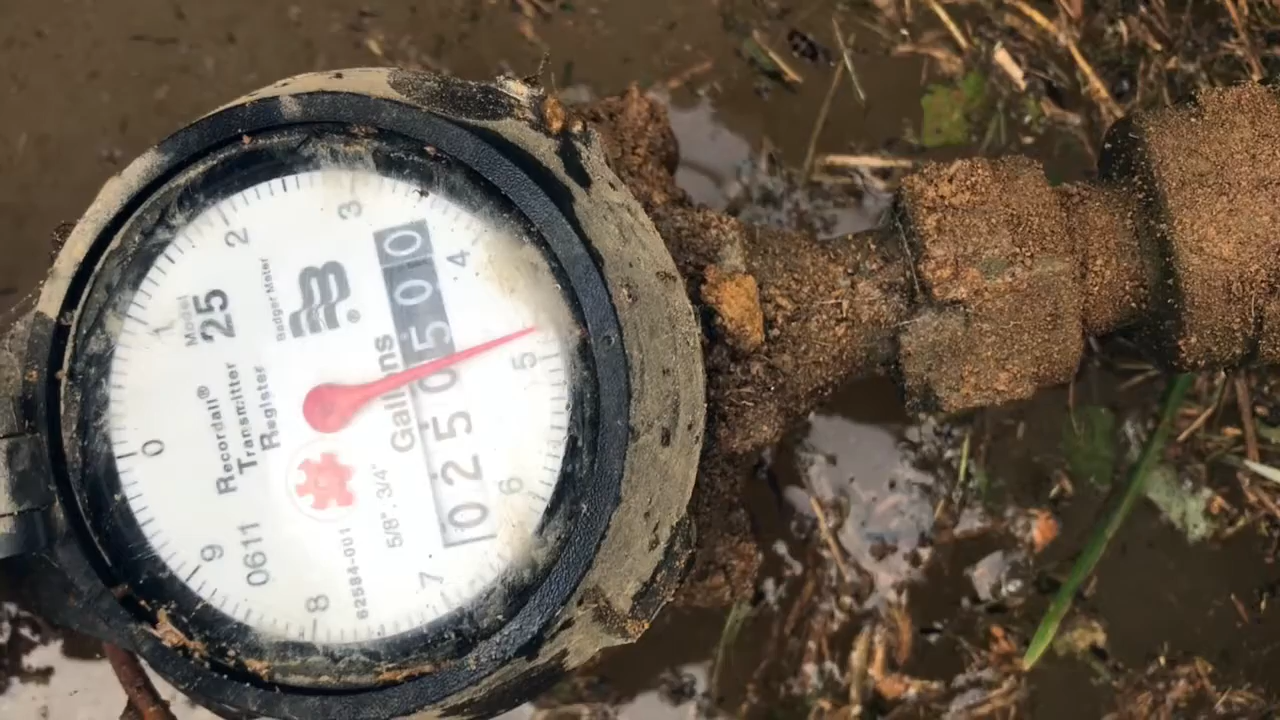 0
1
9
Model
25
2
Recordall®
Transmitter
Register
0611
Badger Meter
®
8
3
62584-001
5/8", 3/4"
Gallons
0250500
7
4
6
5